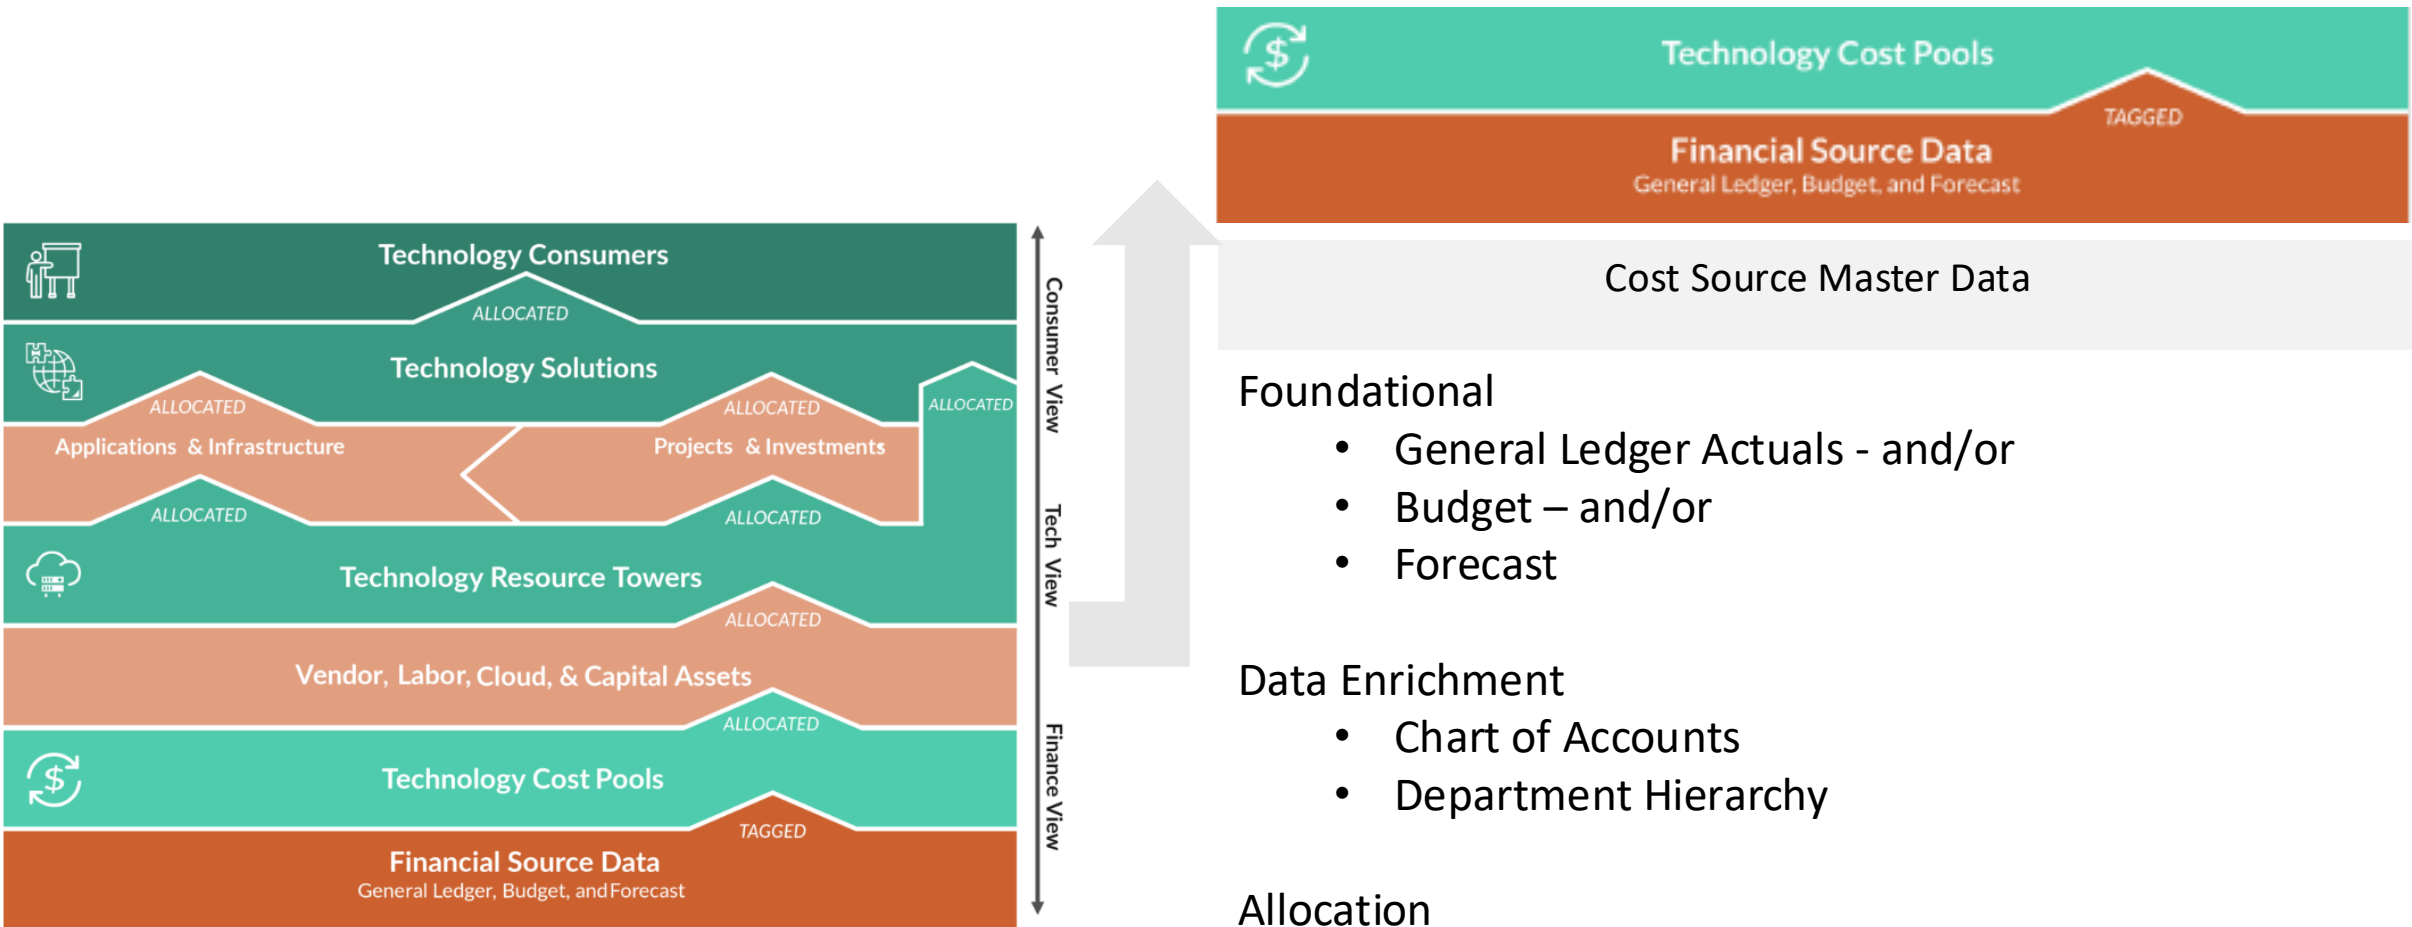 Technology Consumers
ALLOCATED
Technology Solutions
ALLOCATED
ALLOCATED
ALLOCATED
Applications & Infrastructure
Projects & Investments
ALLOCATED
ALLOCATED
Technology Resource Towers
ALLOCATED
Vendor, Labor, Cloud, & Capital Assets
ALLOCATED
Technology Cost Pools
TAGGED
Financial Source Data
General Ledger, Budget, and Forecast
Consumer View
Tech View
Finance View
$
$
Technology Cost Pools
TAGGED
Financial Source Data
General Ledger, Budget, and Forecast
Cost Source Master Data
Foundational
• General Ledger Actuals - and/or
• Budget – and/or
• Forecast
Data Enrichment
• Chart of Accounts
• Department Hierarchy
Allocation